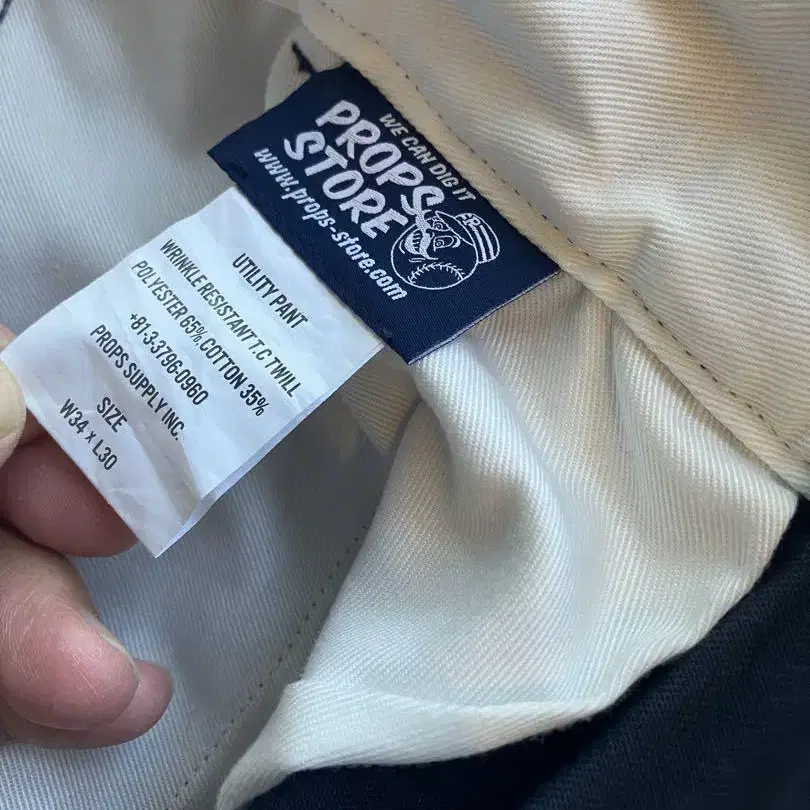 WE CAN DIG IT
PROPS
STORE
www.props-store.com
UTILITY PANT
WRINKLE RESISTANT T.C TWILL
POLYESTER 65% COTTON 35%
+81-3-3796-0960
PROPS SUPPLY INC.
SIZE
W34 x L30